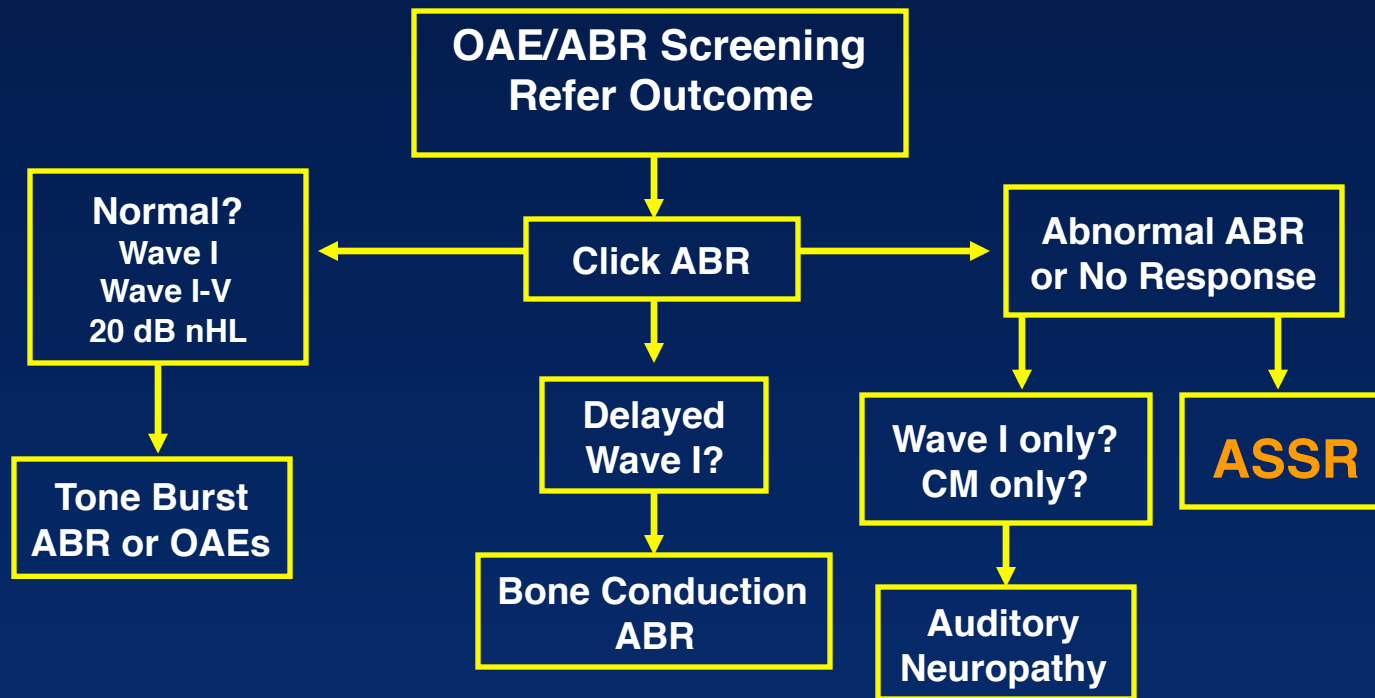 OAE/ABR Screening
Refer Outcome
Normal?
Wave I
Wave I-V
20 dB nHL
Click ABR
Abnormal ABR
or No Response
Tone Burst
ABR or OAEs
Delayed
Wave I?
Wave I only?
CM only?
ASSR
Bone Conduction
ABR
Auditory
Neuropathy